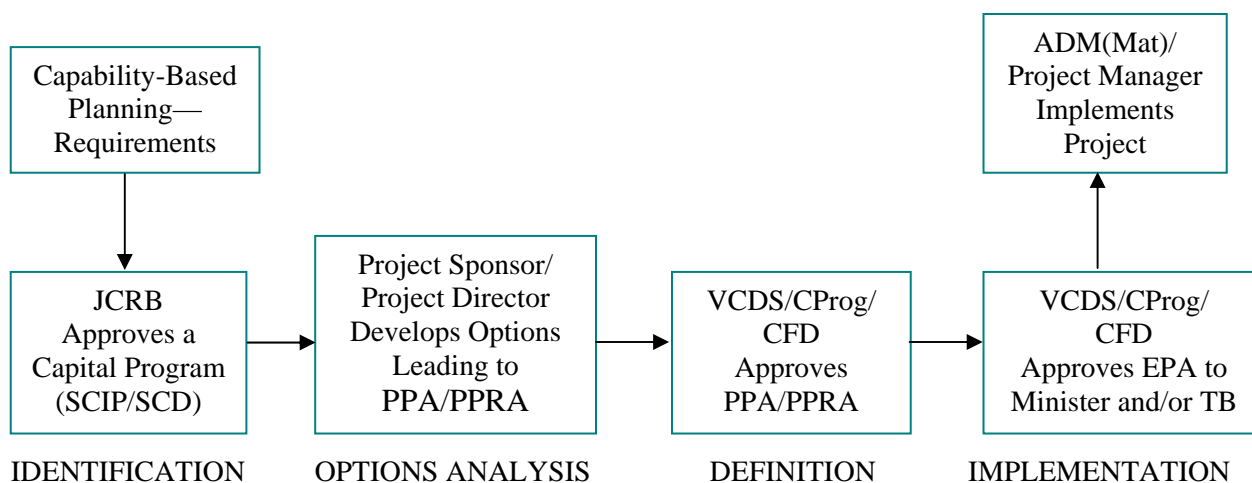 Capability-Based
Planning—
Requirements
ADM(Mat)/
Project Manager
Implements
Project
JCRB
Approves a
Capital Program
(SCIP/SCD)
Project Sponsor/
Project Director
Develops Options
Leading to
PPA/PPRA
VCDS/CProg/
CFD
Approves
PPA/PPRA
VCDS/CProg/
CFD
Approves EPA to
Minister and/or TB
IDENTIFICATION
OPTIONS ANALYSIS
DEFINITION
IMPLEMENTATION